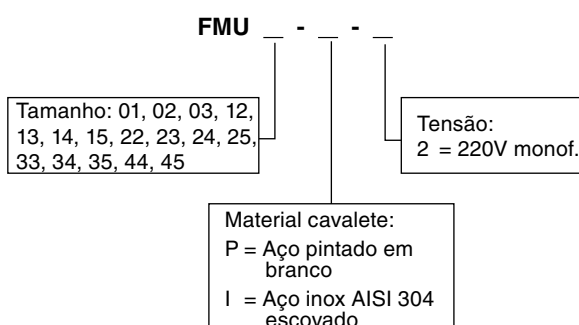 FMU _ - _ - _
Tamanho: 01, 02, 03, 12,
13, 14, 15, 22, 23, 24, 25,
33, 34, 35, 44, 45
Tensão:
2 = 220V monof.
Material cavalete:
P = Aço pintado em
branco
I = Aço inox AISI 304
escovado